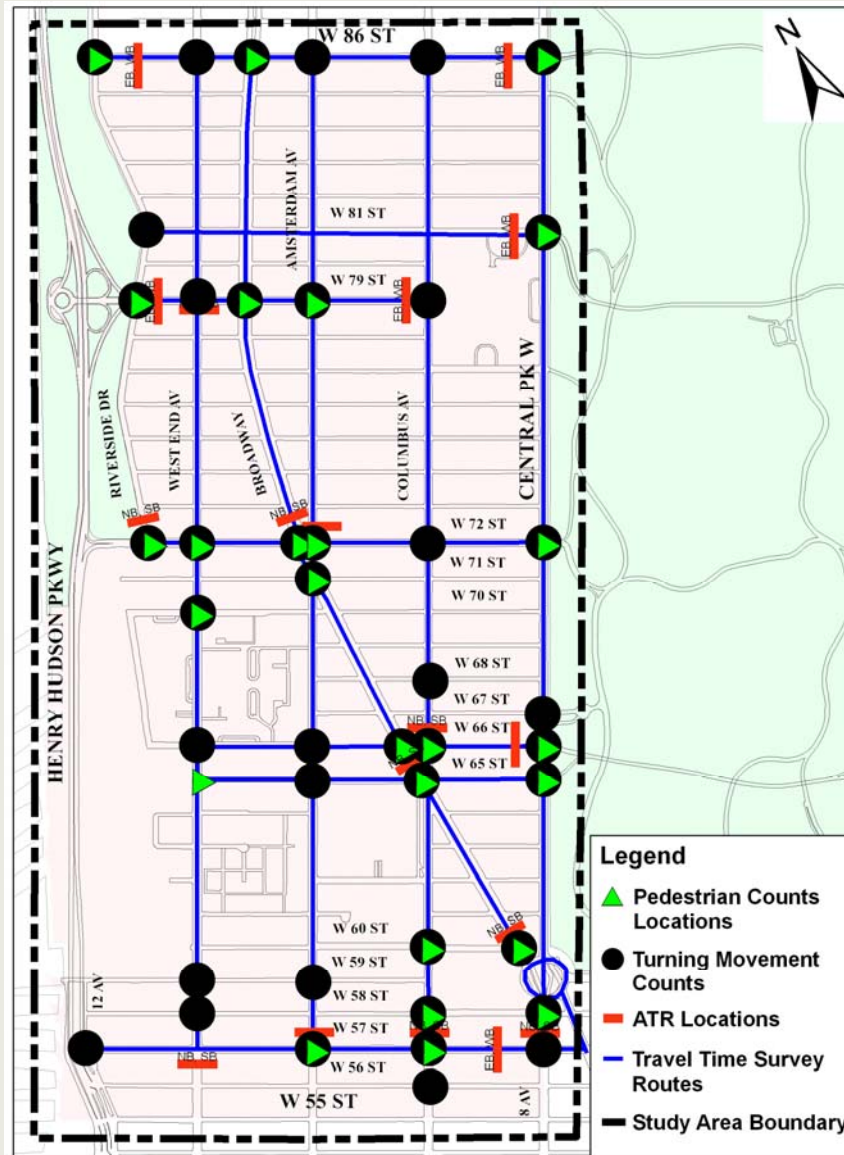 W 86 ST
N
EB WB
EB WB
AMSTERDAM AV
W 81 ST
EB WB
W 79 ST
EB WB
EB WB
RIVERSIDE DR
WEST END AV
BROADWAY
COLUMBUS AV
CENTRAL PK W
NB SB
NB SB
W 72 ST
W 71 ST
W 70 ST
HENRY HUDSON PKWY
W 68 ST
W 67 ST
NB SB
W 66 ST
W 65 ST
W 60 ST
NB SB
W 59 ST
12 AV
W 58 ST
W 57 ST
NB SB
EB WB
W 56 ST
W 55 ST
8 AV
Legend
Pedestrian Counts
Locations
Turning Movement
Counts
ATR Locations
Travel Time Survey
Routes
Study Area Boundary